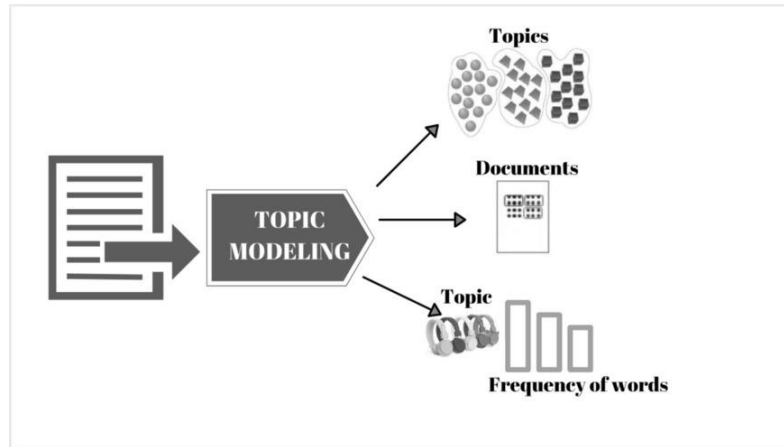 Topics
Documents
TOPIC
MODELING
Topic
Frequency of words